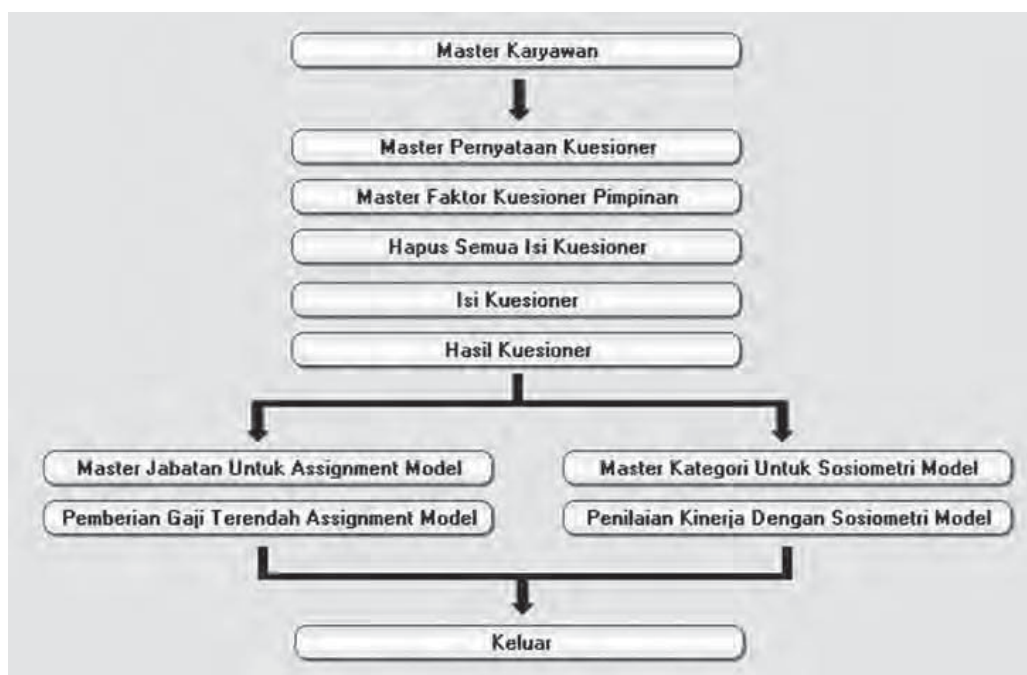 Master Karyawan
Master Pernyataan Kuesioner
Master Faktor Kuesioner Pimpinan
Hapus Semua Isi Kuesioner
Isi Kuesioner
Hasil Kuesioner
Master Jabatan Untuk Assignment Model
Master Kategori Untuk Sosiometri Model
Pemberian Gaji Terendah Assignment Model
Penilaian Kinerja Dengan Sosiometri Model
Keluar